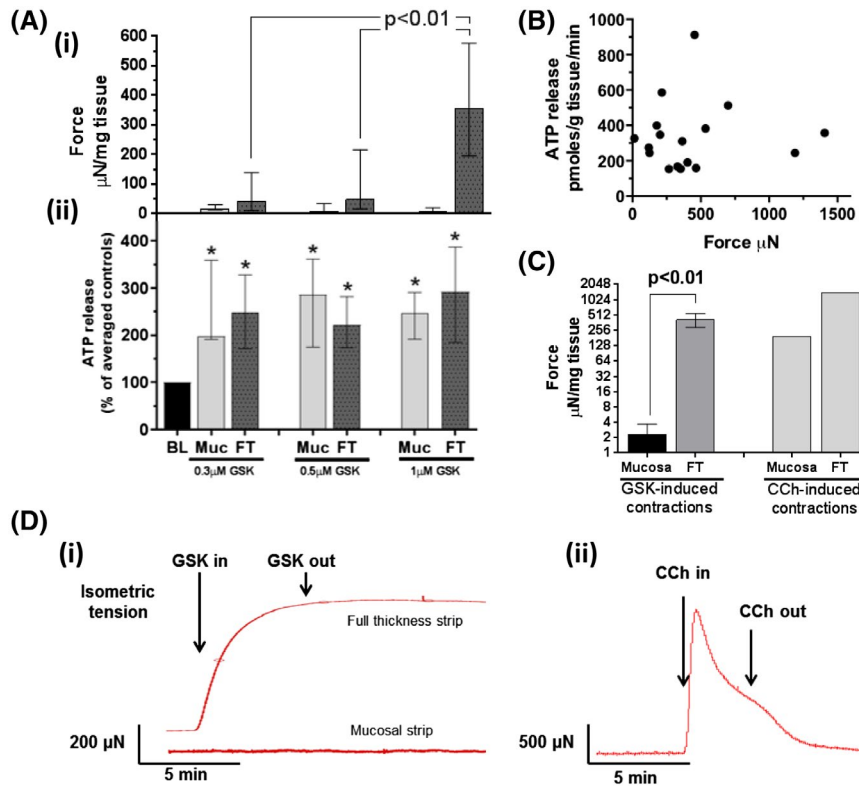 (A)
(i)
p<0.01
Force
µN/mg tissue
600
500
400
300
200
100
0
(ii)
ATP release
(% of averaged controls)
400
300
200
100
0
* * * * * *
BL Muc FT Muc FT Muc FT
0.3µM GSK 0.5µM GSK 1µM GSK
(B)
ATP release
pmoles/g tissue/min
1000
800
600
400
200
0
0 500 1000 1500
Force µN
(C)
p<0.01
Force
µN/mg tissue
2048
1024
512
256
128
64
32
16
8
4
2
1
Mucosa FT Mucosa FT
GSK-induced
contractions
CCh-induced
contractions
(D)
(i)
GSK in
GSK out
Isometric
tension
Full thickness strip
Mucosal strip
200 µN
5 min
(ii)
CCh in
CCh out
500 µN
5 min